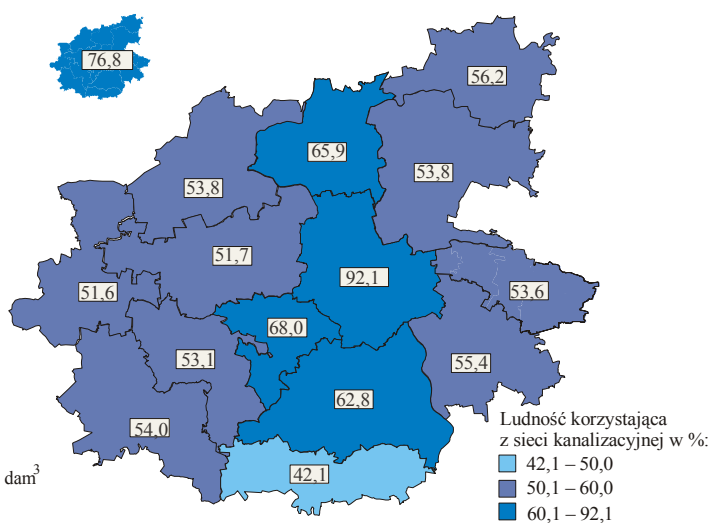 76,8
56,2
65,9
53,8
53,8
51,7
92,1
51,6
53,6
68,0
53,1
55,4
62,8
54,0
42,1
dam³
Ludność korzystająca
z sieci kanalizacyjnej w %:
42,1 – 50,0
50,1 – 60,0
60,1 – 92,1